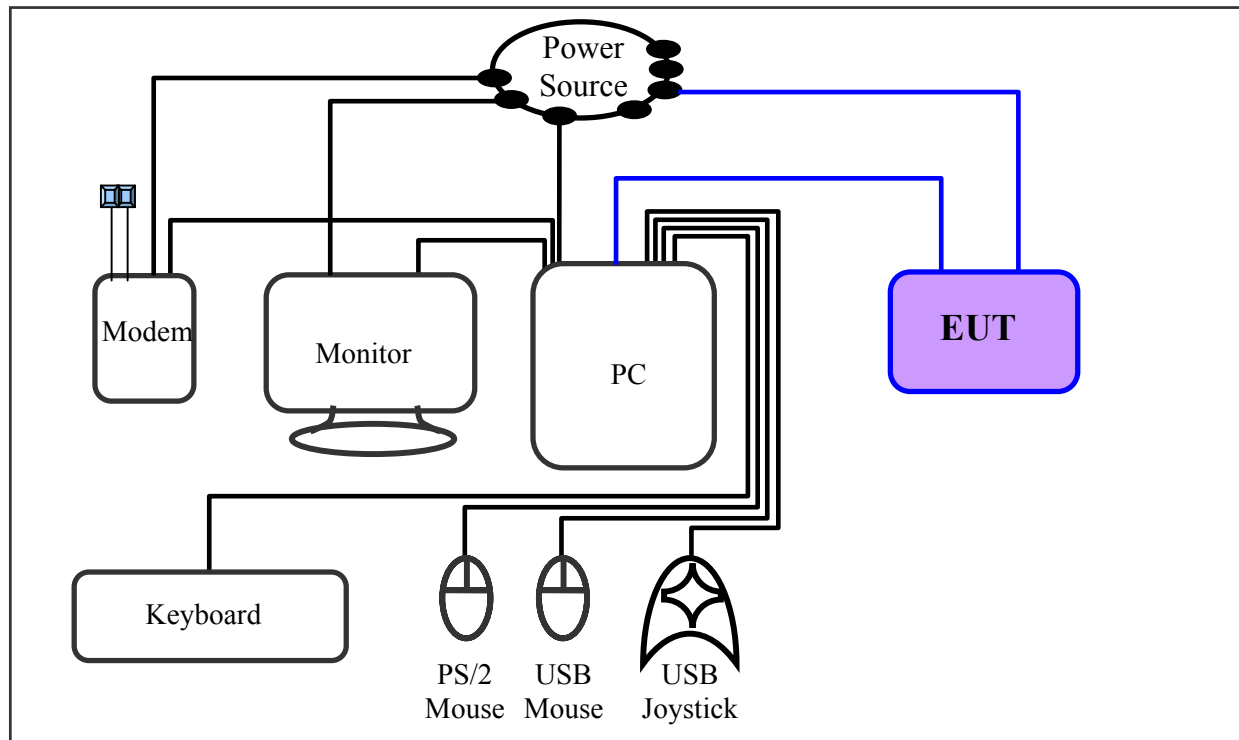 Power
Source
Modem
Monitor
PC
EUT
Keyboard
PS/2
Mouse
USB
Mouse
USB
Joystick